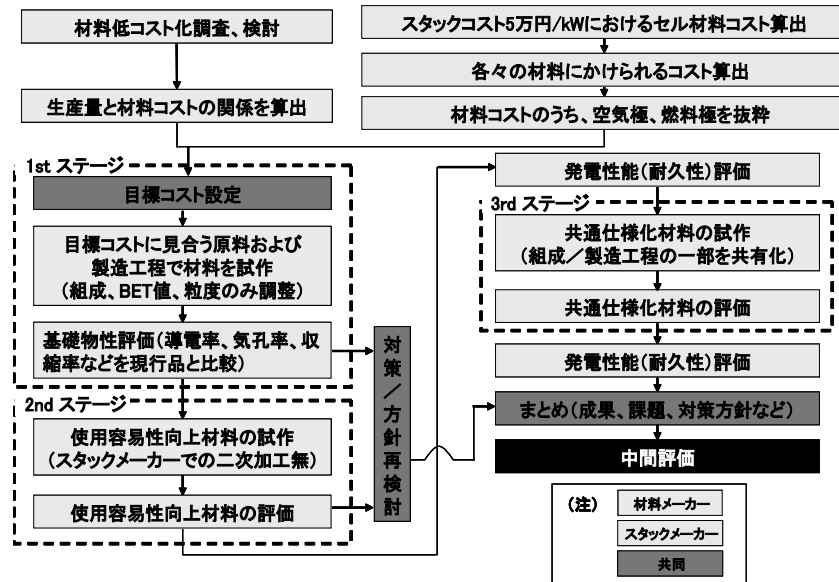 材料低コスト化調査、検討
生産量と材料コストの関係を算出
スタックコスト5万円/kWにおけるセル材料コスト算出
各々の材料にかけられるコスト算出
材料コストのうち、空気極、燃料極を抜粋
1st ステージ
目標コスト設定
目標コストに見合う原料および
製造工程で材料を試作
(組成、BET値、粒度のみ調整)
基礎物性評価(導電率、気孔率、収
縮率などを現行品と比較)
2nd ステージ
使用容易性向上材料の試作
(スタックメーカーでの二次加工無)
使用容易性向上材料の評価
対策/方針再検討
発電性能(耐久性)評価
3rd ステージ
共通仕様化材料の試作
(組成/製造工程の一部を共有化)
共通仕様化材料の評価
発電性能(耐久性)評価
まとめ(成果、課題、対策方針など)
中間評価
(注)
材料メーカー
スタックメーカー
共同